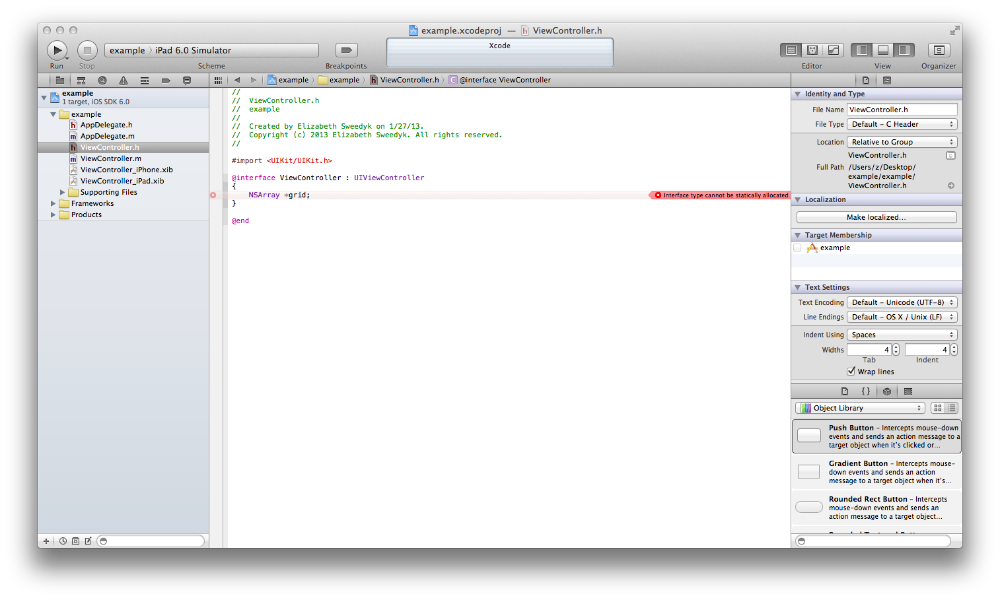 example.xcodeproj — ViewController.h
example iPad 6.0 Simulator
Xcode
Run Stop Scheme Breakpoints Editor View Organizer
example example ViewController.h @interface ViewController
example
1 target, iOS SDK 6.0
example
AppDelegate.h
AppDelegate.m
ViewController.h
ViewController.m
ViewController_iPhone.xib
ViewController_iPad.xib
Supporting Files
Frameworks
Products
//
// ViewController.h
// example
//
// Created by Elizabeth Sweedyk on 1/27/13.
// Copyright (c) 2013 Elizabeth Sweedyk. All rights reserved.
//
#import <UIKit/UIKit.h>
@interface ViewController : UIViewController
{
NSArray *grid;
Interface type cannot be statically allocated
}
@end
Identity and Type
File Name ViewController.h
File Type Default – C Header
Location Relative to Group
ViewController.h
Full Path /Users/z/Desktop/
example/example/
ViewController.h
Localization
Make localized...
Target Membership
example
Text Settings
Text Encoding Default – Unicode (UTF-8)
Line Endings Default – OS X / Unix (LF)
Indent Using Spaces
Widths 4 4
Tab Indent
Wrap lines
{}
Object Library
Push Button – Intercepts mouse-down
events and sends an action message to a
target object when it's clicked or...
Gradient Button – Intercepts mouse-
down events and sends an action
message to a target object when it's...
Rounded Rect Button – Intercepts
mouse-down events and sends an
action message to a target object...